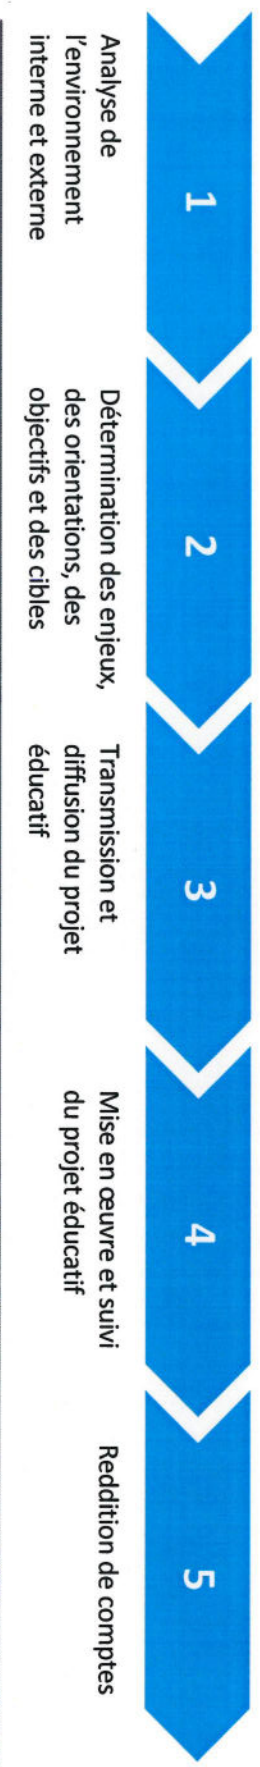 1
Analyse de
l'environnement
interne et externe
2
Détermination des enjeux,
des orientations, des
objectifs et des cibles
3
Transmission et
diffusion du projet
éducatif
4
Mise en œuvre et suivi
du projet éducatif
5
Reddition de comptes